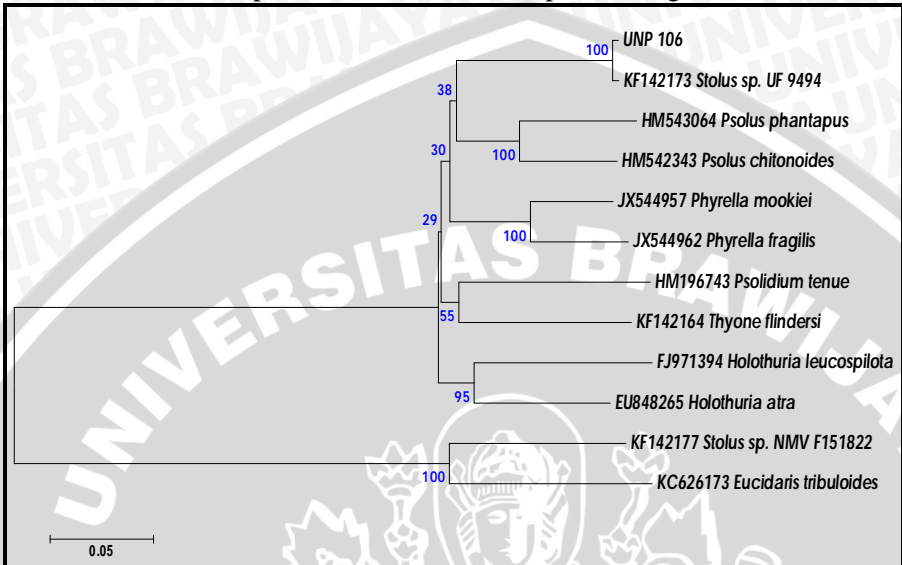 100
UNP 106
KF142173 Stolus sp. UF 9494
38
HM543064 Psolus phantapus
100
HM542343 Psolus chitonoides
30
JX544957 Phyrella mookiei
100
JX544962 Phyrella fragilis
29
HM196743 Psolidium tenue
55
KF142164 Thyone flindersi
FJ971394 Holothuria leucospilota
95
EU848265 Holothuria atra
KF142177 Stolus sp. NMV F151822
100
KC626173 Eucidaris tribuloides
0.05
UNIVERSITAS BRAWIJA